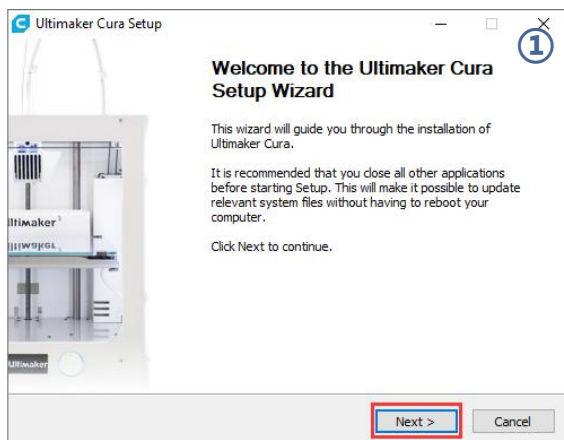 Ultimaker Cura Setup
①
Welcome to the Ultimaker Cura
Setup Wizard
This wizard will guide you through the installation of
Ultimaker Cura.
It is recommended that you close all other applications
before starting Setup. This will make it possible to update
relevant system files without having to reboot your
computer.
Click Next to continue.
ltimaker³
Ultimaker
Next >
Cancel